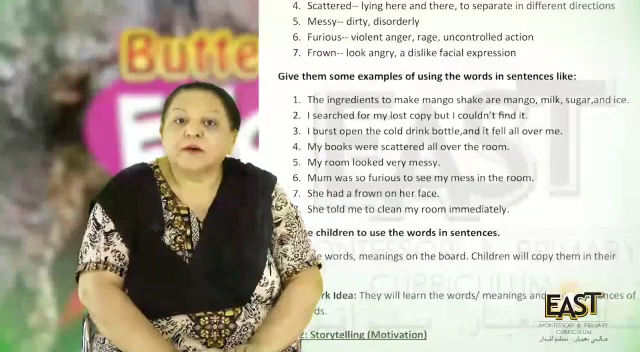 4. Scattered-- lying here and there, to separate in different directions
5. Messy-- dirty, disorderly
6. Furious-- violent anger, rage, uncontrolled action
7. Frown-- look angry, a dislike facial expression
Give them some examples of using the words in sentences like:
1. The ingredients to make mango shake are mango, milk, sugar,and ice.
2. I searched for my lost copy but I couldn't find it.
3. I burst open the cold drink bottle,and it fell all over me.
4. My books were scattered all over the room.
5. My room looked very messy.
6. Mum was so furious to see my mess in the room.
7. She had a frown on her face.
She told me to clean my room immediately.
children to use the words in sentences.
words, meanings on the board. Children will copy them in their
Idea: They will learn the words/ meanings and
: Storytelling (Motivation)
Butte
EAST
MONTESSORI & PRIMARY
CURRICULUM
EAST
MONTESSORI & PRIMARY
CURRICULUM